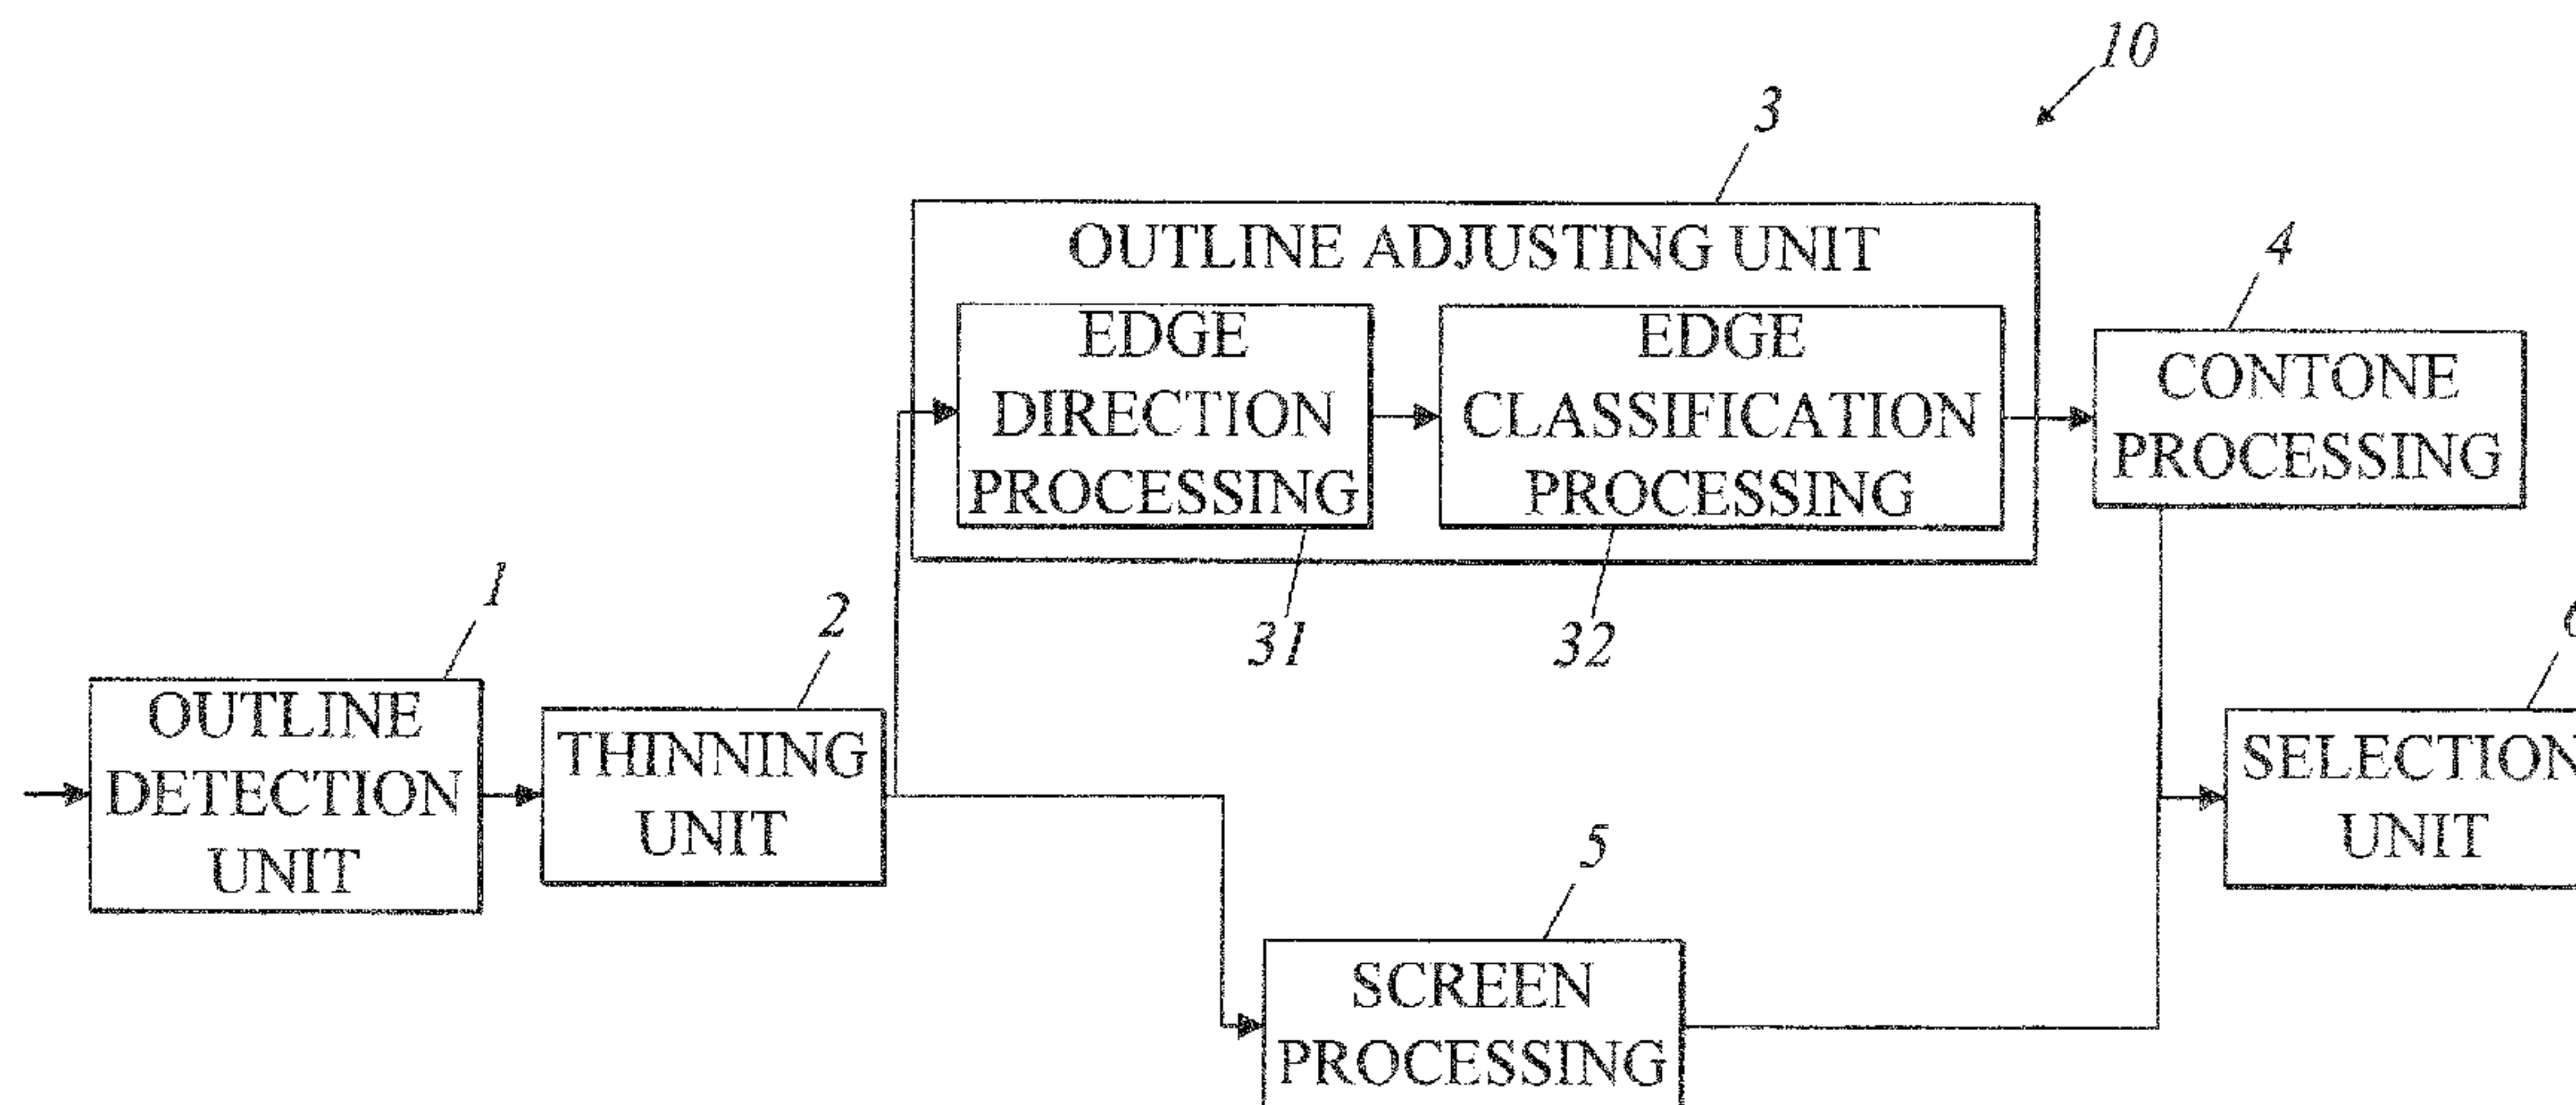 10
3
OUTLINE ADJUSTING UNIT
4
EDGE
DIRECTION
PROCESSING
EDGE
CLASSIFICATION
PROCESSING
CONTONE
PROCESSING
31
32
1
2
OUTLINE
DETECTION
UNIT
THINNING
UNIT
SELECTION
UNIT
5
SCREEN
PROCESSING